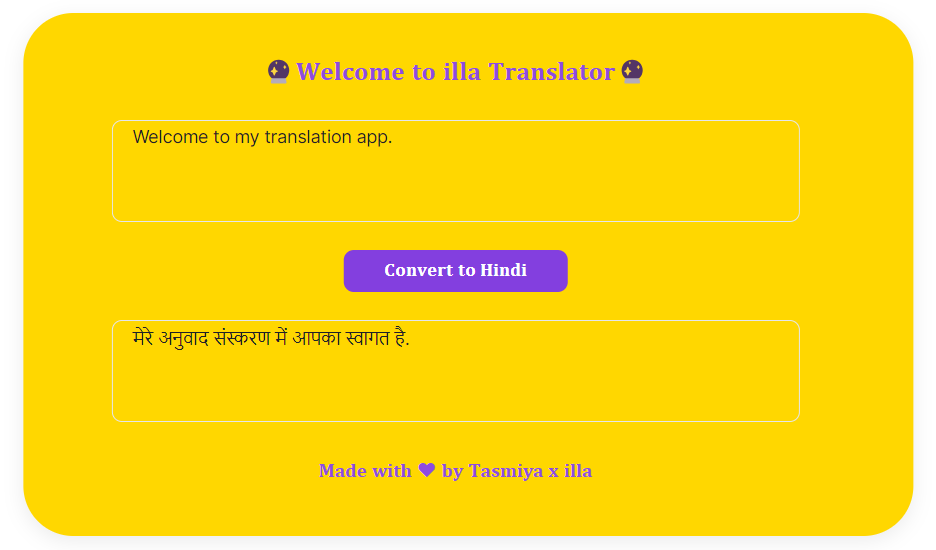 🔮 Welcome to illa Translator 🔮
Welcome to my translation app.
Convert to Hindi
मेरे अनुवाद संस्करण में आपका स्वागत है.
Made with ❤ by Tasmiya x illa